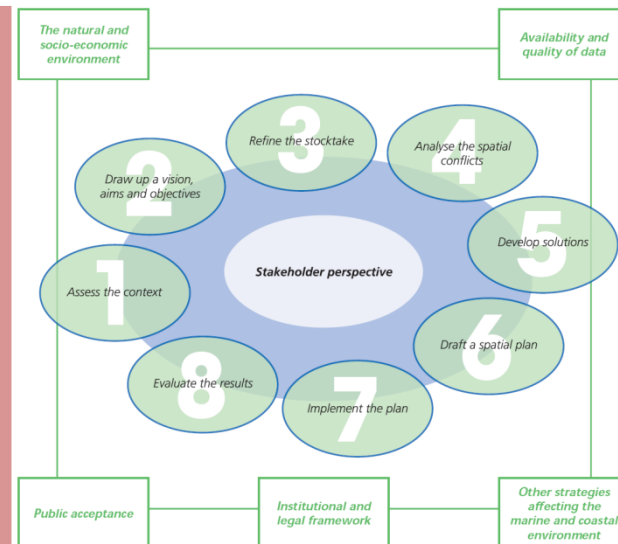 The natural and
socio-economic
environment
Availability and
quality of data
3
Refine the stocktake
4
Analyse the spatial
conflicts
2
Draw up a vision,
aims and objectives
5
Develop solutions
Stakeholder perspective
1
Assess the context
6
Draft a spatial plan
8
Evaluate the results
7
Implement the plan
Public acceptance
Institutional and
legal framework
Other strategies
affecting the
marine and coastal
environment